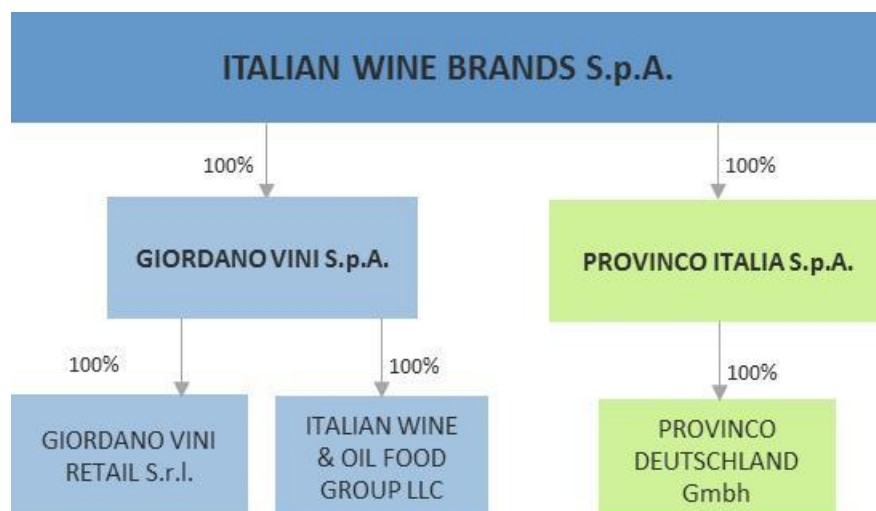 ITALIAN WINE BRANDS S.p.A.
100%
100%
GIORDANO VINI S.p.A.
PROVINCO ITALIA S.p.A.
100%
100%
100%
GIORDANO VINI
RETAIL S.r.l.
ITALIAN WINE
& OIL FOOD
GROUP LLC
PROVINCO
DEUTSCHLAND
Gmbh